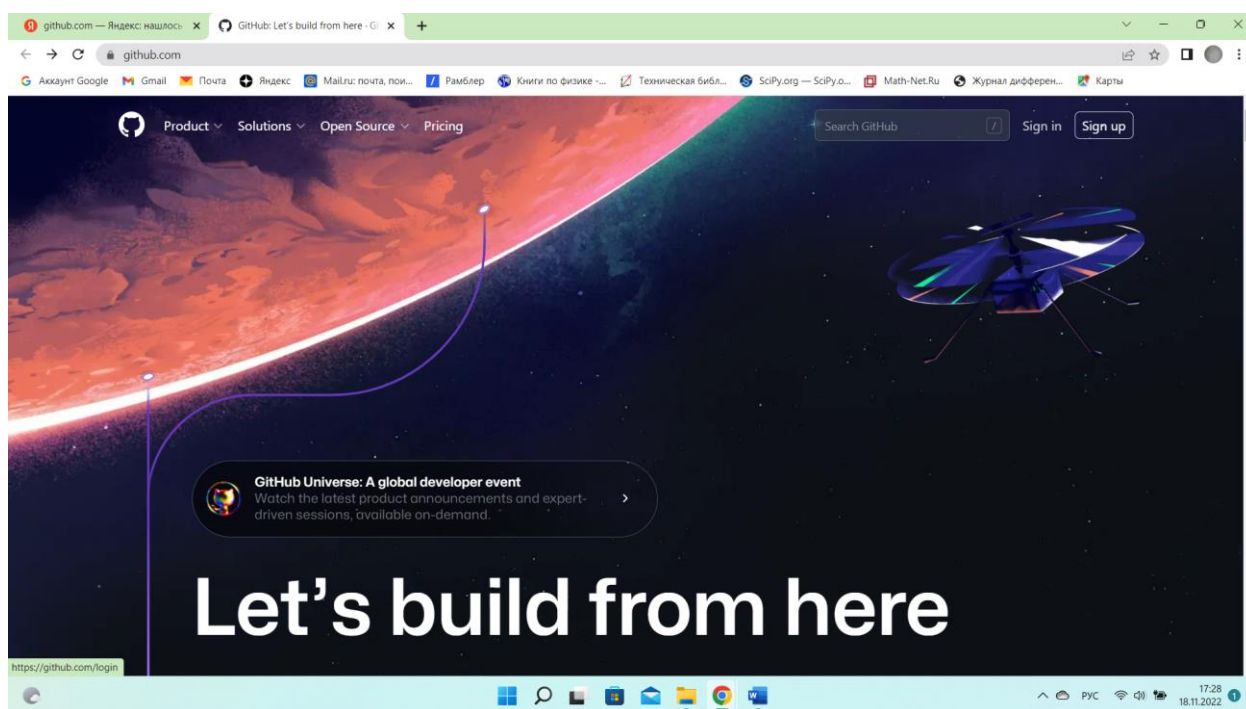 github.com — Яндекс: нашлось
GitHub: Let's build from here · Gi
github.com
Аккаунт Google Gmail Почта Яндекс Mail.ru: почта, пои... Рамблер Книги по физике -... Техническая библ... SciPy.org — SciPy.o... Math-Net.Ru Журнал дифферен... Карты
Product Solutions Open Source Pricing Search GitHub / Sign in Sign up
GitHub Universe: A global developer event
Watch the latest product announcements and expert-
driven sessions, available on-demand.
Let's build from here
https://github.com/login
РУС 17:28
18.11.2022 1